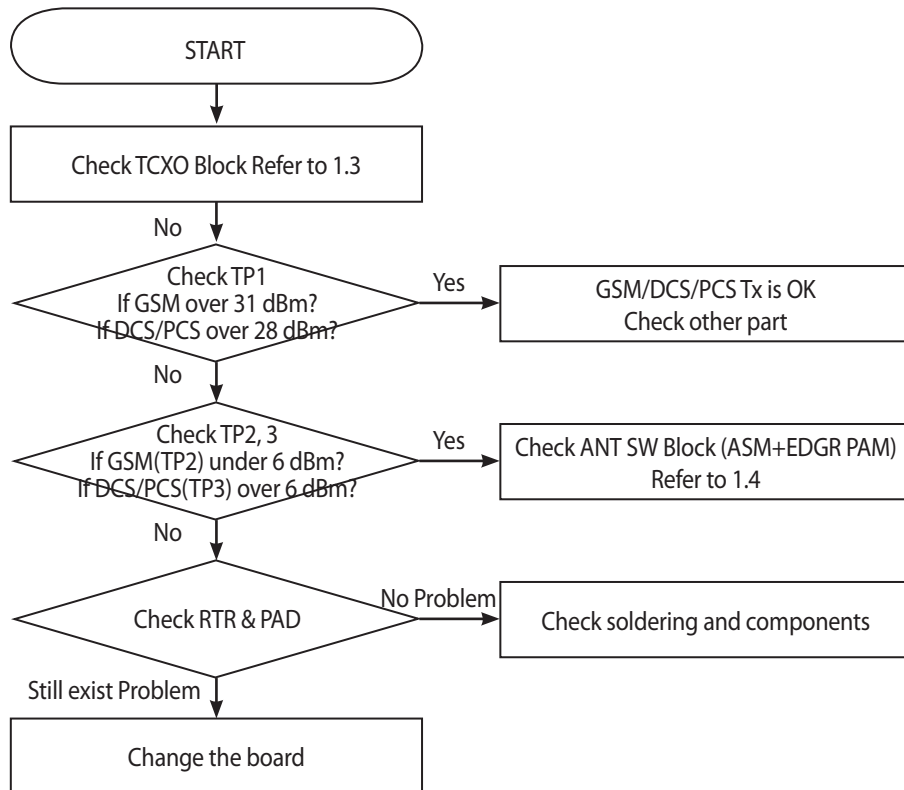 START
Check TCXO Block Refer to 1.3
No
Check TP1
If GSM over 31 dBm?
If DCS/PCS over 28 dBm?
Yes
GSM/DCS/PCS Tx is OK
Check other part
No
Check TP2, 3
If GSM(TP2) under 6 dBm?
If DCS/PCS(TP3) over 6 dBm?
Yes
Check ANT SW Block (ASM+EDGR PAM)
Refer to 1.4
No
Check RTR & PAD
No Problem
Check soldering and components
Still exist Problem
Change the board